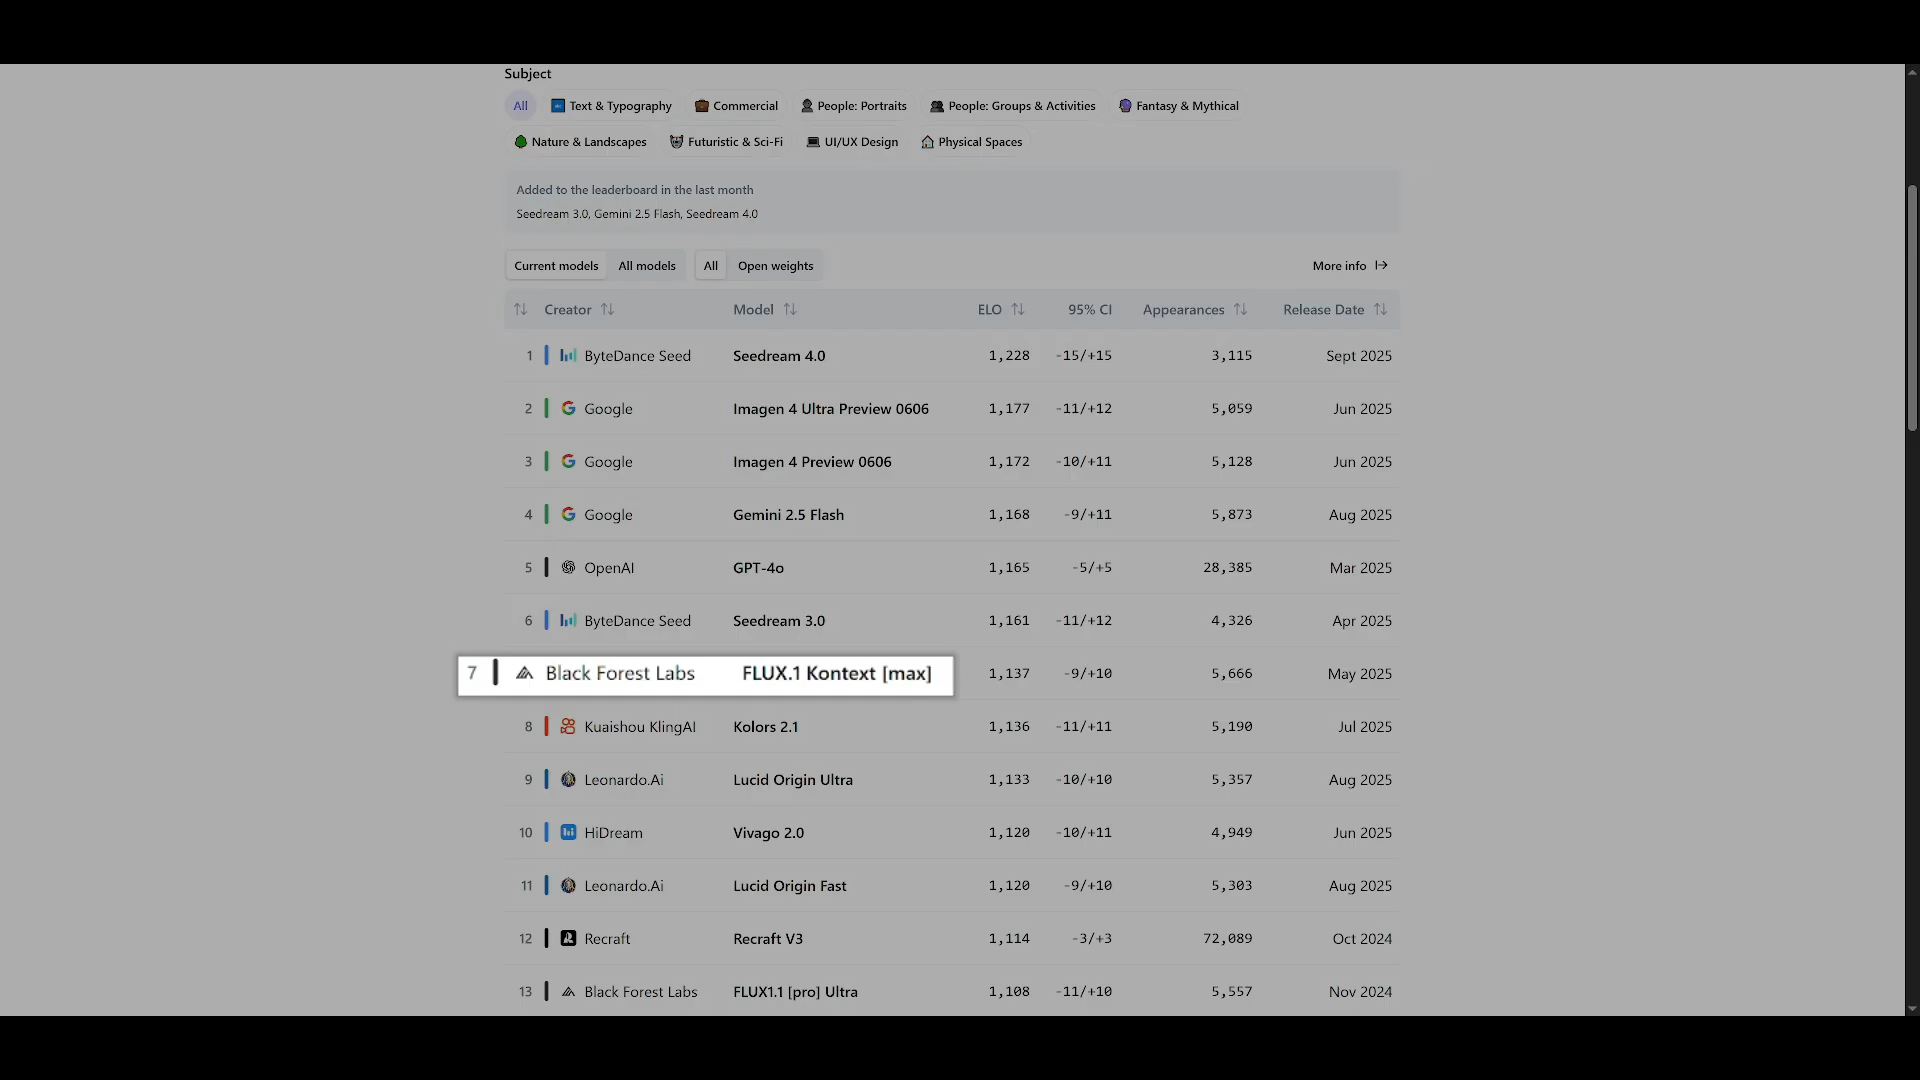 Subject
All Text & Typography Commercial People: Portraits People: Groups & Activities Fantasy & Mythical
Nature & Landscapes Futuristic & Sci-Fi UI/UX Design Physical Spaces
Added to the leaderboard in the last month
Seedream 3.0, Gemini 2.5 Flash, Seedream 4.0
Current models All models All Open weights More info
Creator Model ELO 95% CI Appearances Release Date
1 ByteDance Seed Seedream 4.0 1,228 -15/+15 3,115 Sept 2025
2 Google Imagen 4 Ultra Preview 0606 1,177 -11/+12 5,059 Jun 2025
3 Google Imagen 4 Preview 0606 1,172 -10/+11 5,128 Jun 2025
4 Google Gemini 2.5 Flash 1,168 -9/+11 5,873 Aug 2025
5 OpenAI GPT-4o 1,165 -5/+5 28,385 Mar 2025
6 ByteDance Seed Seedream 3.0 1,161 -11/+12 4,326 Apr 2025
7 Black Forest Labs FLUX.1 Kontext [max] 1,137 -9/+10 5,666 May 2025
8 Kuaishou KlingAI Kolors 2.1 1,136 -11/+11 5,190 Jul 2025
9 Leonardo.Ai Lucid Origin Ultra 1,133 -10/+10 5,357 Aug 2025
10 HiDream Vivago 2.0 1,120 -10/+11 4,949 Jun 2025
11 Leonardo.Ai Lucid Origin Fast 1,120 -9/+10 5,303 Aug 2025
12 Recraft Recraft V3 1,114 -3/+3 72,089 Oct 2024
13 Black Forest Labs FLUX1.1 [pro] Ultra 1,108 -11/+10 5,557 Nov 2024